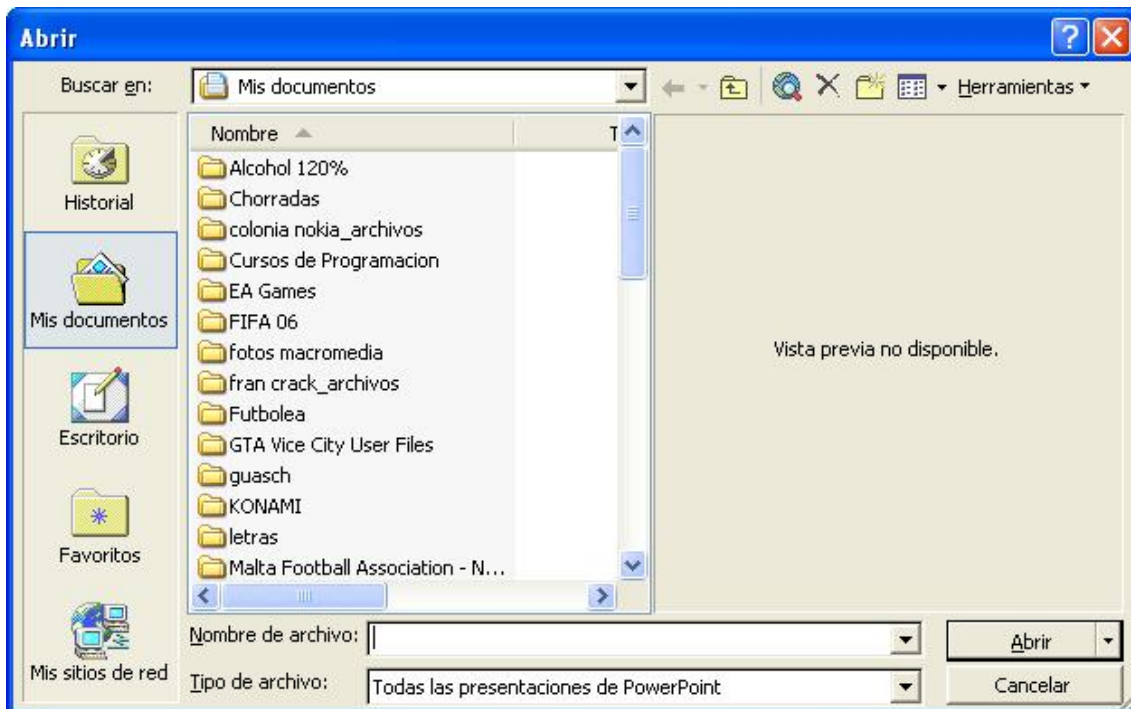 Abrir
Buscar en:
Mis documentos
Herramientas
Historial
Mis documentos
Escritorio
Favoritos
Mis sitios de red
Nombre
T
Alcohol 120%
Chorradas
colonia nokia_archivos
Cursos de Programacion
EA Games
FIFA 06
fotos macromedia
fran crack_archivos
Futbolea
GTA Vice City User Files
guasch
KONAMI
letras
Malta Football Association - N...
Vista previa no disponible.
Nombre de archivo:
Abrir
Tipo de archivo:
Todas las presentaciones de PowerPoint
Cancelar